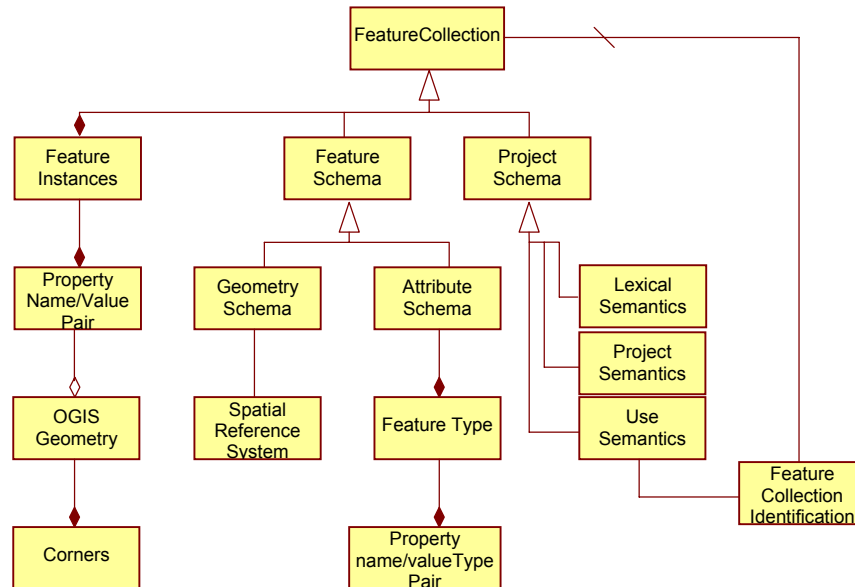 FeatureCollection
Feature
Instances
Feature
Schema
Project
Schema
Property
Name/Value
Pair
Geometry
Schema
Attribute
Schema
Lexical
Semantics
Project
Semantics
OGIS
Geometry
Spatial
Reference
System
Feature Type
Use
Semantics
Feature
Collection
Identification
Corners
Property
name/valueType
Pair